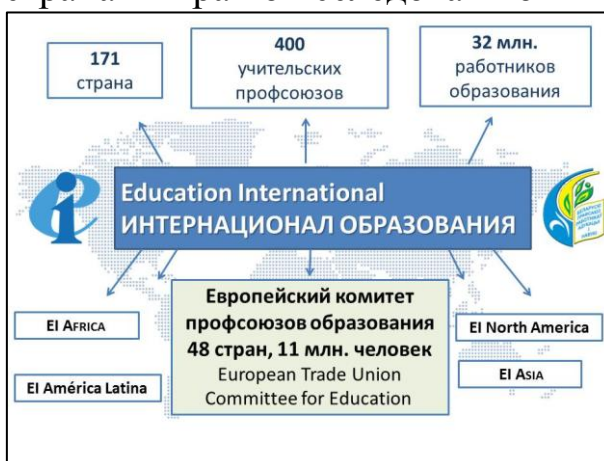 171
страна
400
учительских
профсоюзов
32 млн.
работников
образования
Education International
ИНТЕРНАЦИОНАЛ ОБРАЗОВАНИЯ
Европейский комитет
профсоюзов образования
48 стран, 11 млн. человек
European Trade Union
Committee for Education
EI AFRICA
EI América Latina
EI North America
EI ASIA